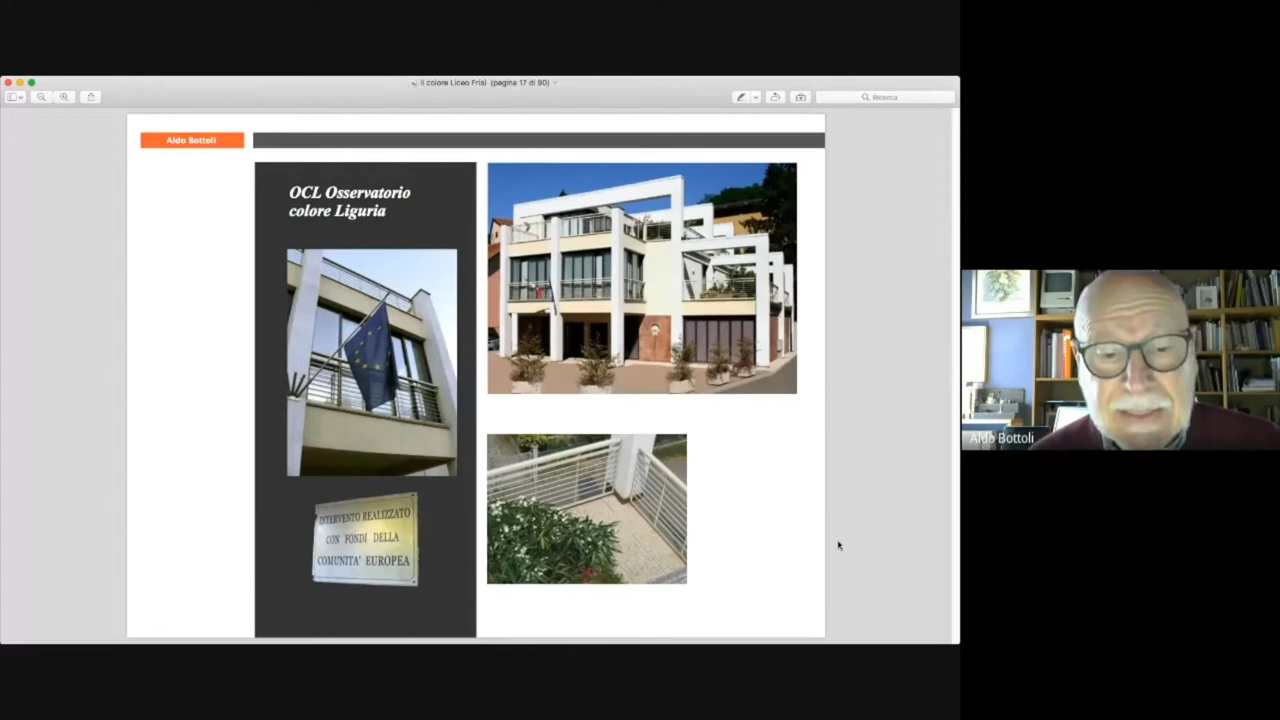 Il colore Liceo Frisi (pagina 17 di 90)
Ricerca
Aldo Bottoli
OCL Osservatorio
colore Liguria
INTERVENTO REALIZZATO
CON FONDI DELLA
COMUNITA' EUROPEA
Aldo Bottoli